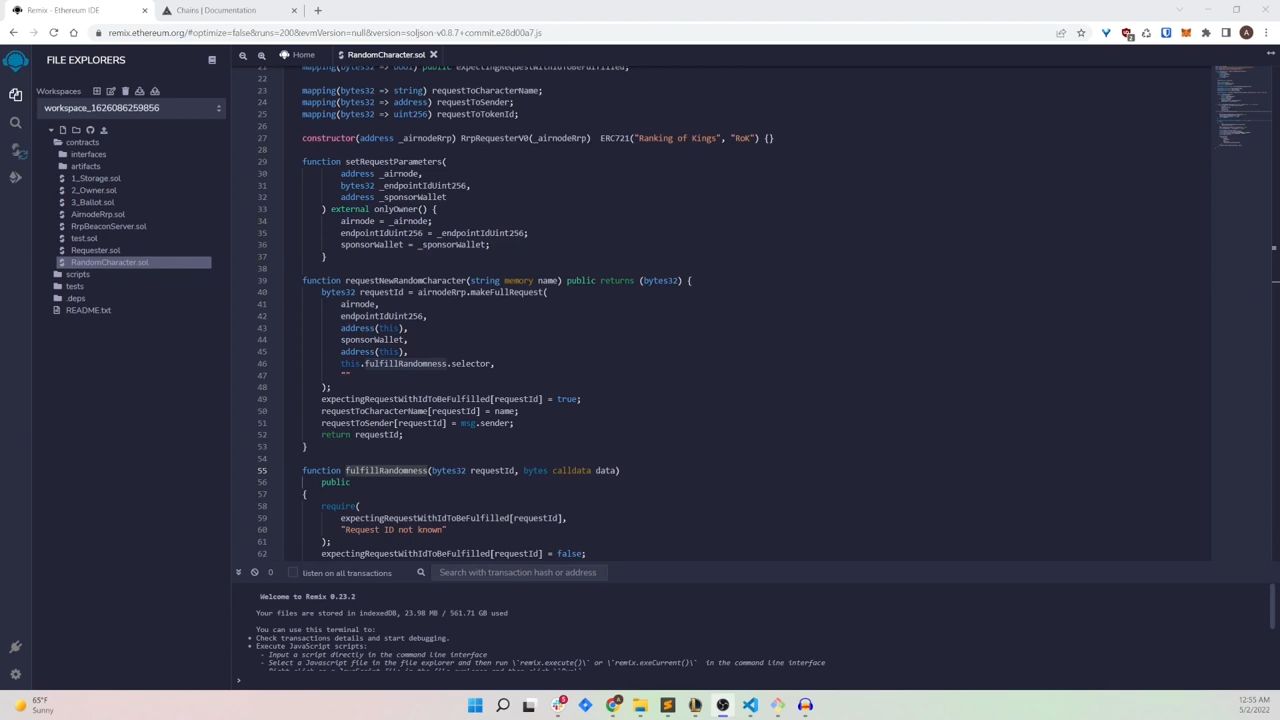 Remix - Ethereum IDE
Chains | Documentation
remix.ethereum.org/#optimize=false&runs=200&evmVersion=null&version=soljson-v0.8.7+commit.e28d00a7.js
FILE EXPLORERS
Workspaces
workspace_1626086259856
contracts
interfaces
artifacts
1_Storage.sol
2_Owner.sol
3_Ballot.sol
AirnodeRrp.sol
RrpBeaconServer.sol
test.sol
Requester.sol
RandomCharacter.sol
scripts
tests
.deps
README.txt
Home
RandomCharacter.sol
21 mapping(bytes32 => bool) public expectingRequestWithIdToBeFulfilled;
22
23 mapping(bytes32 => string) requestToCharacterName;
24 mapping(bytes32 => address) requestToSender;
25 mapping(bytes32 => uint256) requestToTokenId;
26
27 constructor(address _airnodeRrp) RrpRequesterV0(_airnodeRrp) ERC721("Ranking of Kings", "RoK") {}
28
29 function setRequestParameters(
30 address _airnode,
31 bytes32 _endpointIdUint256,
32 address _sponsorWallet
33 ) external onlyOwner() {
34 airnode = _airnode;
35 endpointIdUint256 = _endpointIdUint256;
36 sponsorWallet = _sponsorWallet;
37 }
38
39 function requestNewRandomCharacter(string memory name) public returns (bytes32) {
40 bytes32 requestId = airnodeRrp.makeFullRequest(
41 airnode,
42 endpointIdUint256,
43 address(this),
44 sponsorWallet,
45 address(this),
46 this.fulfillRandomness.selector,
47 ""
48 );
49 expectingRequestWithIdToBeFulfilled[requestId] = true;
50 requestToCharacterName[requestId] = name;
51 requestToSender[requestId] = msg.sender;
52 return requestId;
53 }
54
55 function fulfillRandomness(bytes32 requestId, bytes calldata data)
56 public
57 {
58 require(
59 expectingRequestWithIdToBeFulfilled[requestId],
60 "Request ID not known"
61 );
62 expectingRequestWithIdToBeFulfilled[requestId] = false;
0
listen on all transactions
Search with transaction hash or address
Welcome to Remix 0.23.2
Your files are stored in indexedDB, 23.98 MB / 561.71 GB used
You can use this terminal to:
• Check transactions details and start debugging.
• Execute JavaScript scripts:
- Input a script directly in the command line interface
- Select a Javascript file in the file explorer and then run \`remix.execute()\` or \`remix.exeCurrent()\` in the command line interface
>
65°F
Sunny
12:55 AM
5/2/2022